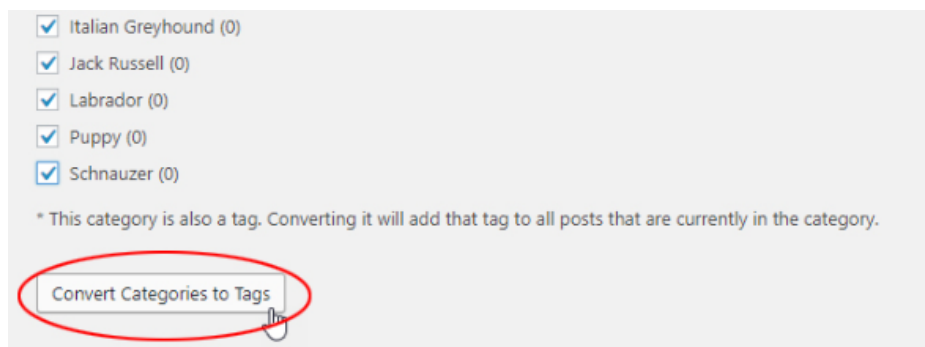 Italian Greyhound (0)
Jack Russell (0)
Labrador (0)
Puppy (0)
Schnauzer (0)
* This category is also a tag. Converting it will add that tag to all posts that are currently in the category.
Convert Categories to Tags